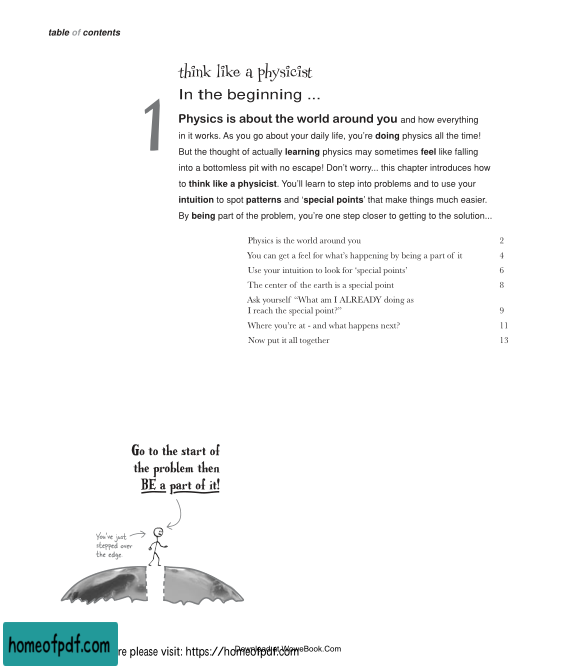 table of contents
think like a physicist
1
In the beginning ...
Physics is about the world around you and how everything
in it works. As you go about your daily life, you're doing physics all the time!
But the thought of actually learning physics may sometimes feel like falling
into a bottomless pit with no escape! Don't worry... this chapter introduces how
to think like a physicist. You'll learn to step into problems and to use your
intuition to spot patterns and 'special points' that make things much easier.
By being part of the problem, you're one step closer to getting to the solution...
Physics is the world around you 2
You can get a feel for what's happening by being a part of it 4
Use your intuition to look for 'special points' 6
The center of the earth is a special point 8
Ask yourself "What am I ALREADY doing as
I reach the special point?" 9
Where you're at - and what happens next? 11
Now put it all together 13
Go to the start of
the problem then
BE a part of it!
You've just
stepped over
the edge.
homeofpdf.com
re please visit: https://homeofpdf.com